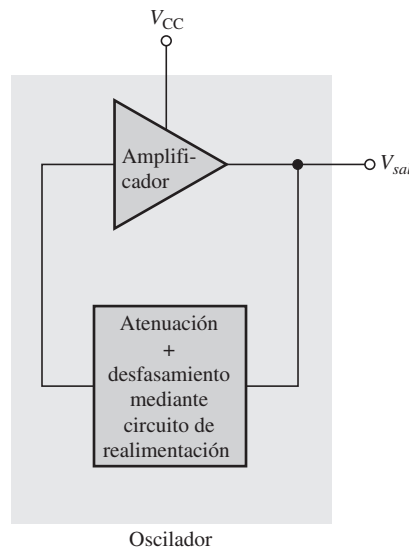 V_CC
Amplifi-
cador
V_sal
Atenuación
+
desfasamiento
mediante
circuito de
realimentación
Oscilador